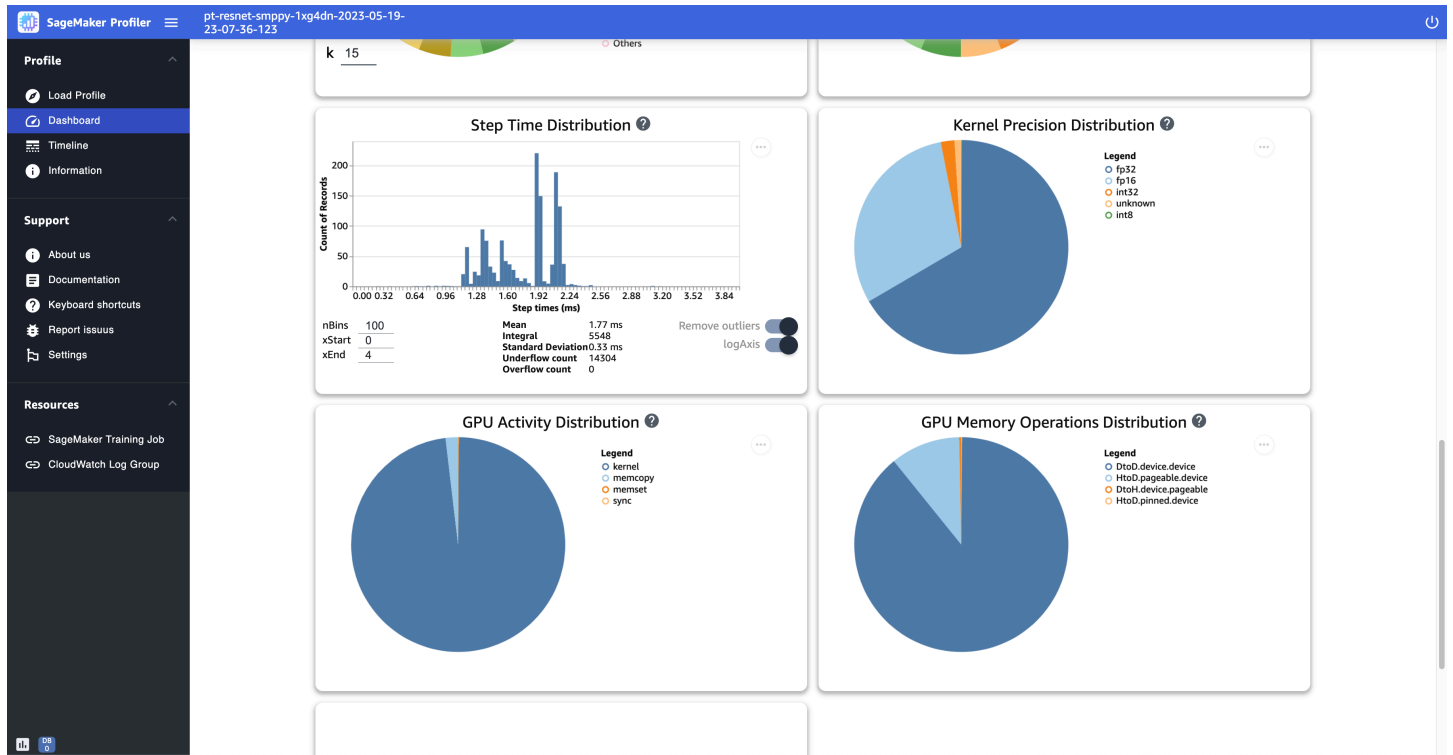 SageMaker Profiler
pt-resnet-smppy-1xg4dn-2023-05-19-
23-07-36-123
Profile
Load Profile
Dashboard
Timeline
Information
Support
About us
Documentation
Keyboard shortcuts
Report issuus
Settings
Resources
SageMaker Training Job
CloudWatch Log Group
DB
0
k 15
Others
Step Time Distribution ?
Count of Records
200
150
100
50
0
0.00 0.32 0.64 0.96 1.28 1.60 1.92 2.24 2.56 2.88 3.20 3.52 3.84
Step times (ms)
nBins 100
xStart 0
xEnd 4
Mean 1.77 ms
Integral 5548
Standard Deviation 0.33 ms
Underflow count 14304
Overflow count 0
Remove outliers
logAxis
Kernel Precision Distribution ?
Legend
fp32
fp16
int32
unknown
int8
GPU Activity Distribution ?
Legend
kernel
memcopy
memset
sync
GPU Memory Operations Distribution ?
Legend
DtoD.device.device
HtoD.pageable.device
DtoH.device.pageable
HtoD.pinned.device